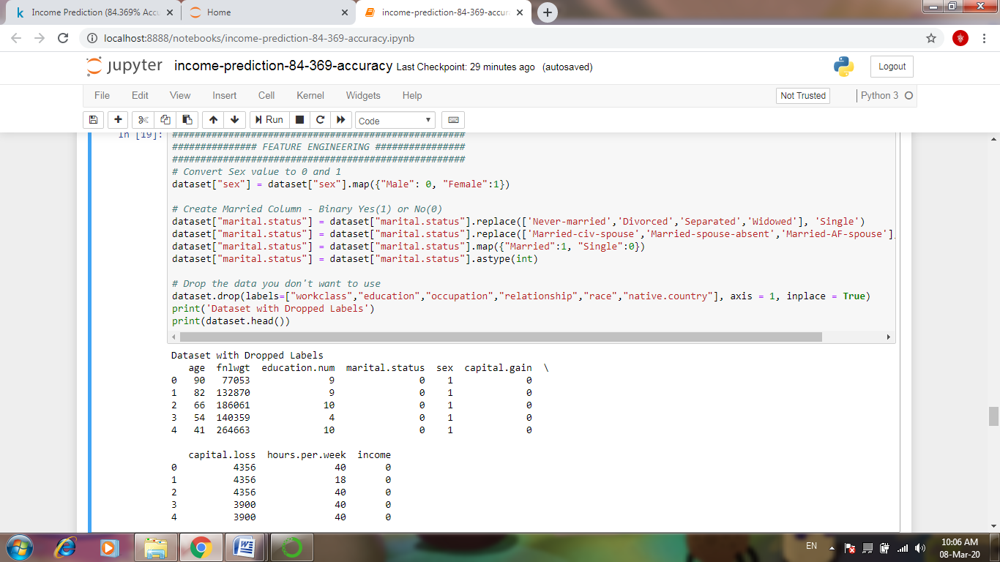 Income Prediction (84.369% Accu
Home
income-prediction-84-369-accura
localhost:8888/notebooks/income-prediction-84-369-accuracy.ipynb
jupyter income-prediction-84-369-accuracy Last Checkpoint: 29 minutes ago (autosaved)
Logout
File Edit View Insert Cell Kernel Widgets Help
Not Trusted
Python 3
Run
Code
In [19]: ####################################################
############### FEATURE ENGINEERING ################
####################################################
# Convert Sex value to 0 and 1
dataset["sex"] = dataset["sex"].map({"Male": 0, "Female":1})
# Create Married Column - Binary Yes(1) or No(0)
dataset["marital.status"] = dataset["marital.status"].replace(['Never-married','Divorced','Separated','Widowed'], 'Single')
dataset["marital.status"] = dataset["marital.status"].replace(['Married-civ-spouse','Married-spouse-absent','Married-AF-spouse'],
dataset["marital.status"] = dataset["marital.status"].map({"Married":1, "Single":0})
dataset["marital.status"] = dataset["marital.status"].astype(int)
# Drop the data you don't want to use
dataset.drop(labels=["workclass","education","occupation","relationship","race","native.country"], axis = 1, inplace = True)
print('Dataset with Dropped Labels')
print(dataset.head())
Dataset with Dropped Labels
age fnlwgt education.num marital.status sex capital.gain \
0 90 77053 9 0 1 0
1 82 132870 9 0 1 0
2 66 186061 10 0 1 0
3 54 140359 4 0 1 0
4 41 264663 10 0 1 0
capital.loss hours.per.week income
0 4356 40 0
1 4356 18 0
2 4356 40 0
3 3900 40 0
4 3900 40 0
EN
10:06 AM
08-Mar-20